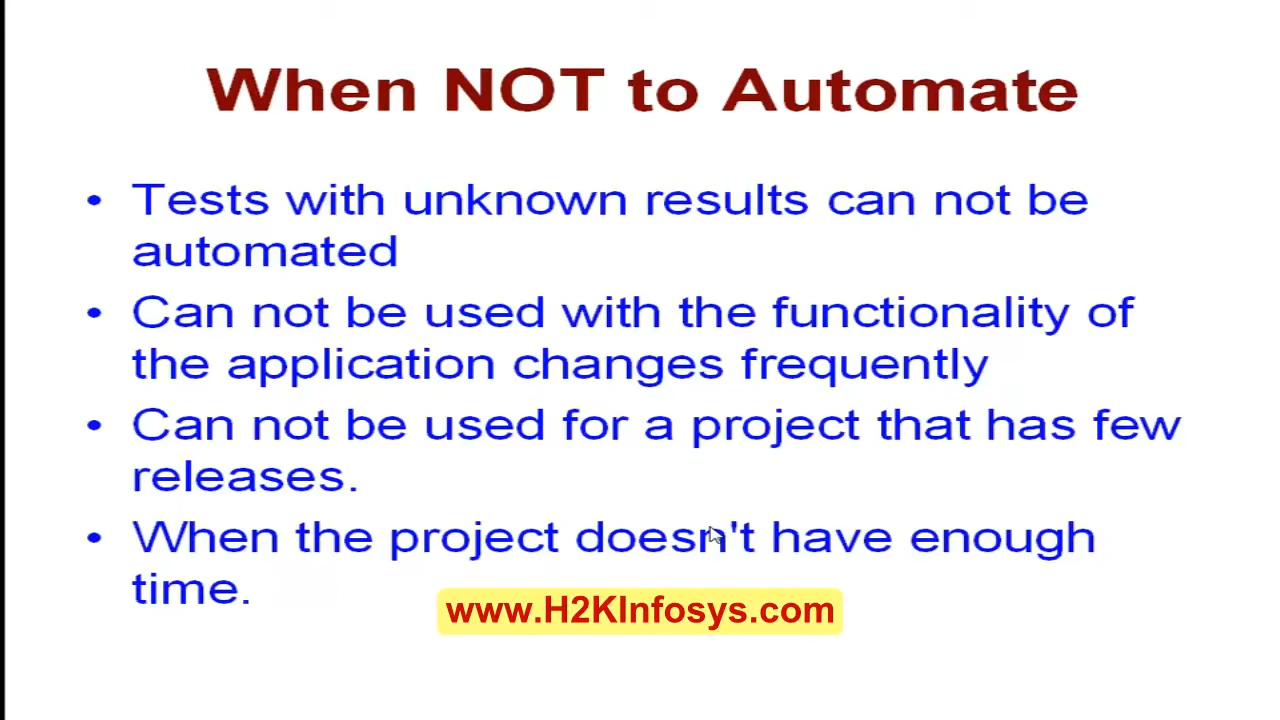 When NOT to Automate
• Tests with unknown results can not be
automated
• Can not be used with the functionality of
the application changes frequently
• Can not be used for a project that has few
releases.
• When the project doesn't have enough
time.
www.H2KInfosys.com